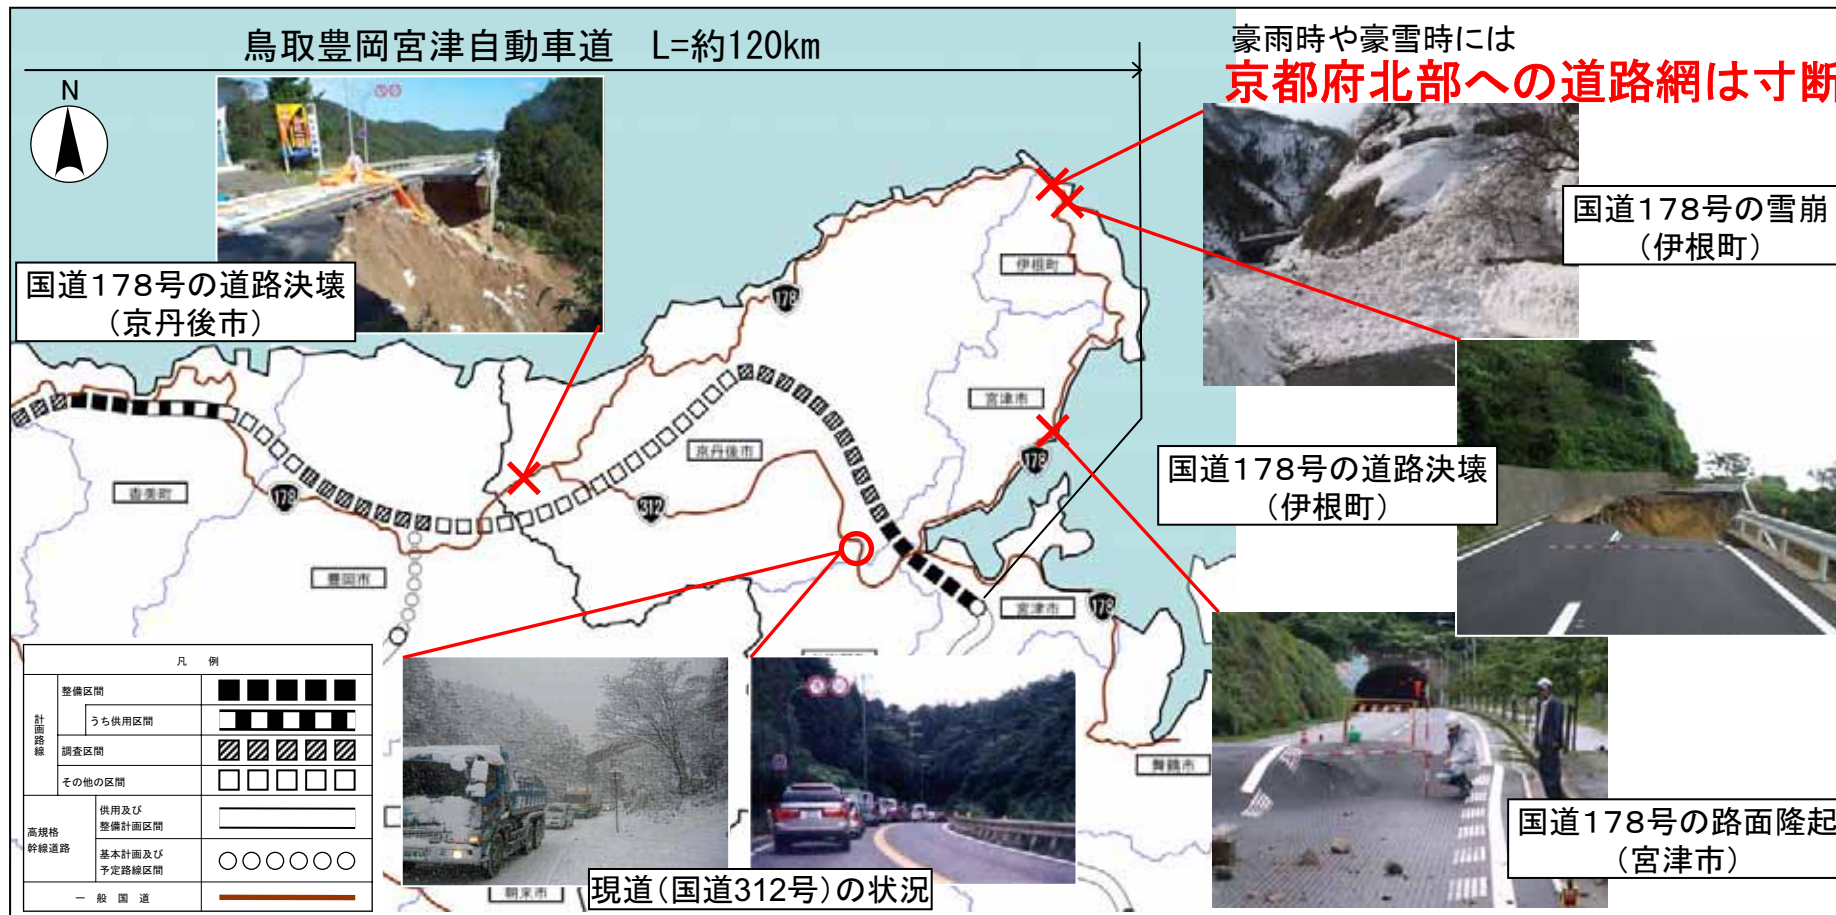 鳥取豊岡宮津自動車道　L=約120km
豪雨時や豪雪時には
京都府北部への道路網は寸断
N
国道178号の道路決壊
（京丹後市）
国道178号の雪崩
（伊根町）
伊根町
178
宮津市
京丹後市
国道178号の道路決壊
（伊根町）
178
香美町
178
312
豊岡市
宮津市
178
舞鶴市
朝来市
国道178号の路面隆起
（宮津市）
現道（国道312号）の状況
凡　例
計画路線
整備区間
うち供用区間
調査区間
その他の区間
高規格
幹線道路
供用及び
整備計画区間
基本計画及び
予定路線区間
一　般　国　道